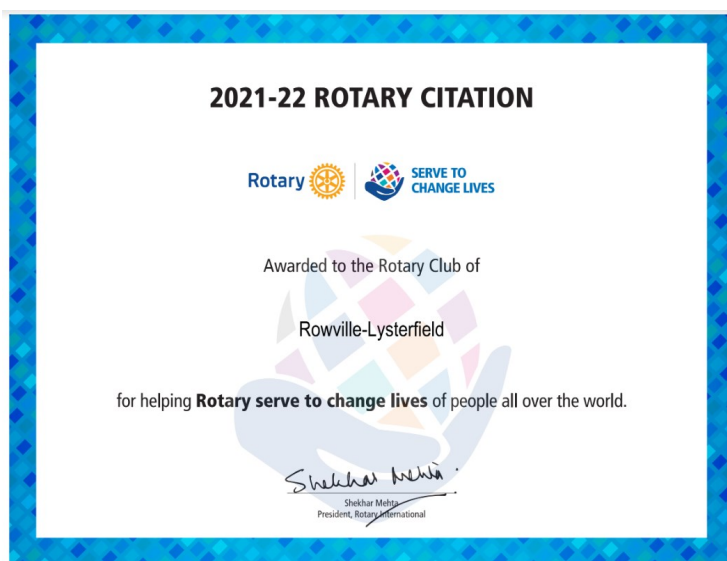 2021-22 ROTARY CITATION
Rotary
SERVE TO
CHANGE LIVES
Awarded to the Rotary Club of
Rowville-Lysterfield
for helping Rotary serve to change lives of people all over the world.
Shekhar Mehta
Shekhar Mehta
President, Rotary International